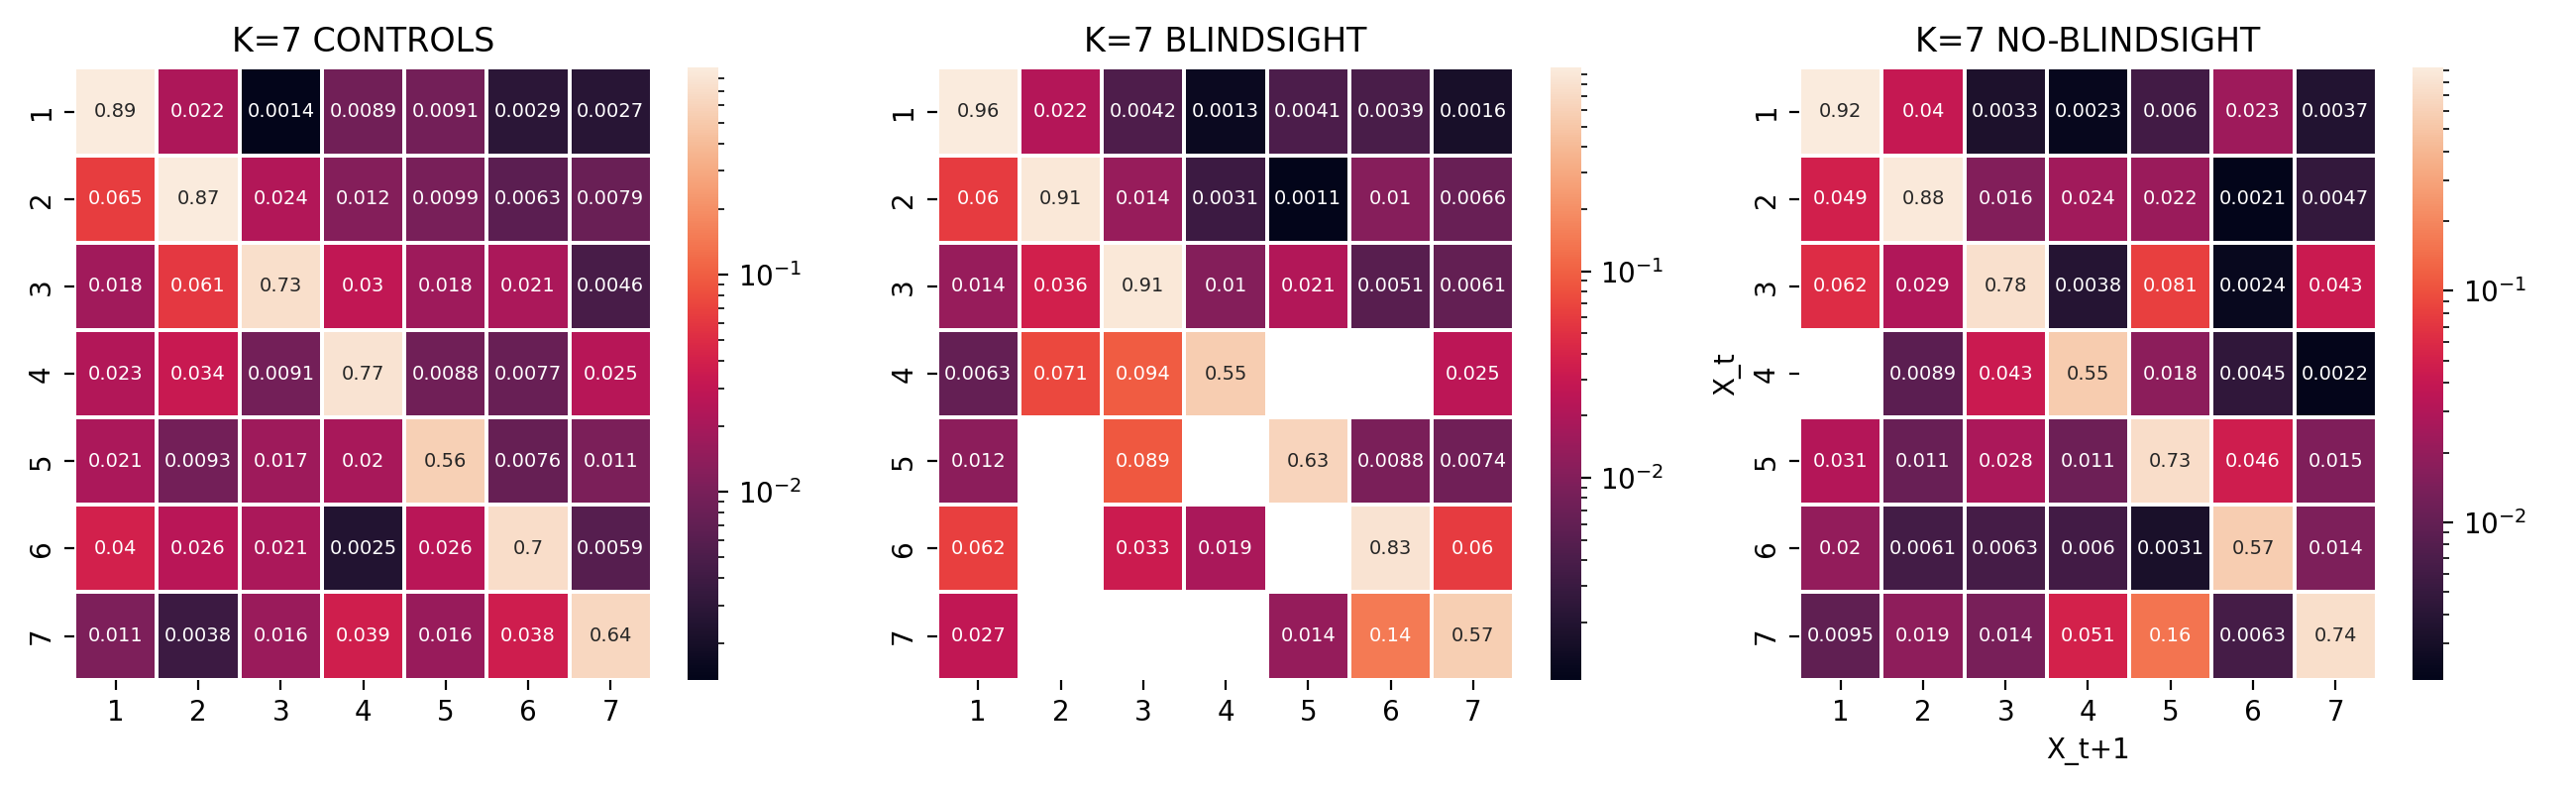 K=7 CONTROLS
1 0.89 0.022 0.0014 0.0089 0.0091 0.0029 0.0027
2 0.065 0.87 0.024 0.012 0.0099 0.0063 0.0079
3 0.018 0.061 0.73 0.03 0.018 0.021 0.0046
4 0.023 0.034 0.0091 0.77 0.0088 0.0077 0.025
5 0.021 0.0093 0.017 0.02 0.56 0.0076 0.011
6 0.04 0.026 0.021 0.0025 0.026 0.7 0.0059
7 0.011 0.0038 0.016 0.039 0.016 0.038 0.64
1 2 3 4 5 6 7
10⁻¹
10⁻²
K=7 BLINDSIGHT
1 0.96 0.022 0.0042 0.0013 0.0041 0.0039 0.0016
2 0.06 0.91 0.014 0.0031 0.0011 0.01 0.0066
3 0.014 0.036 0.91 0.01 0.021 0.0051 0.0061
4 0.0063 0.071 0.094 0.55 0.025
5 0.012 0.089 0.63 0.0088 0.0074
6 0.062 0.033 0.019 0.83 0.06
7 0.027 0.014 0.14 0.57
1 2 3 4 5 6 7
10⁻¹
10⁻²
K=7 NO-BLINDSIGHT
X_t
1 0.92 0.04 0.0033 0.0023 0.006 0.023 0.0037
2 0.049 0.88 0.016 0.024 0.022 0.0021 0.0047
3 0.062 0.029 0.78 0.0038 0.081 0.0024 0.043
4 0.0089 0.043 0.55 0.018 0.0045 0.0022
5 0.031 0.011 0.028 0.011 0.73 0.046 0.015
6 0.02 0.0061 0.0063 0.006 0.0031 0.57 0.014
7 0.0095 0.019 0.014 0.051 0.16 0.0063 0.74
1 2 3 4 5 6 7
X_t+1
10⁻¹
10⁻²